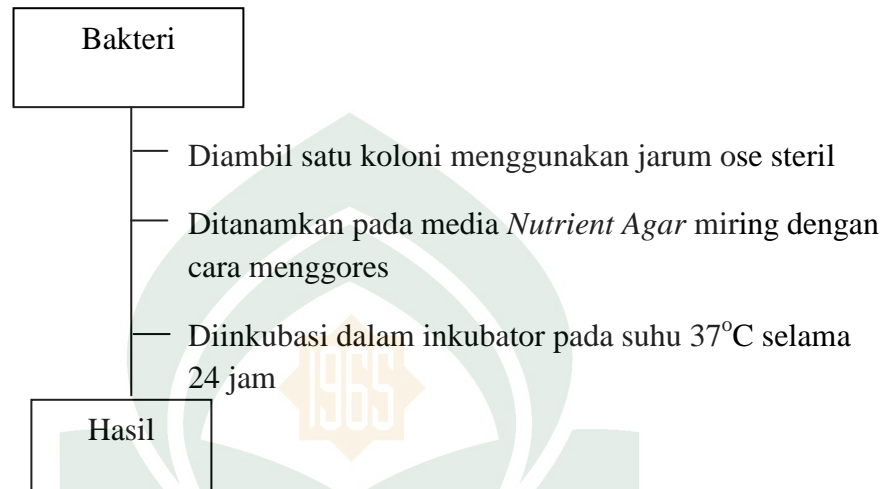 Bakteri
Diambil satu koloni menggunakan jarum ose steril
Ditanamkan pada media Nutrient Agar miring dengan
cara menggores
Diinkubasi dalam inkubator pada suhu 37°C selama
24 jam
1965
Hasil